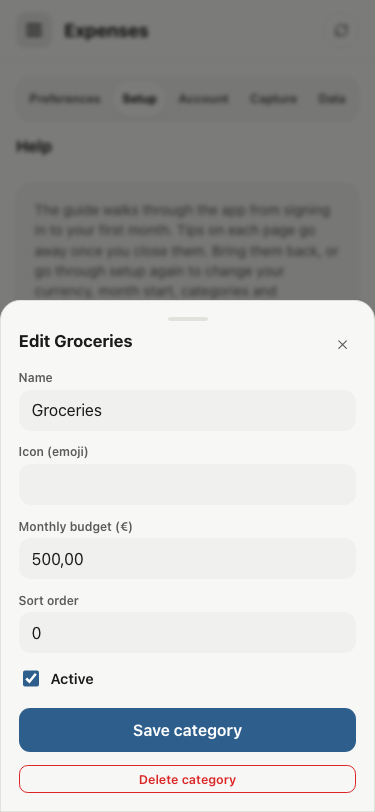 Expenses
Preferences Setup Account Capture Data
Help
The guide walks through the app from signing
in to your first month. Tips on each page go
away once you close them. Bring them back, or
go through setup again to change your
currency, month start, categories and
Edit Groceries
Name
Groceries
Icon (emoji)
Monthly budget (€)
500,00
Sort order
0
Active
Save category
Delete category